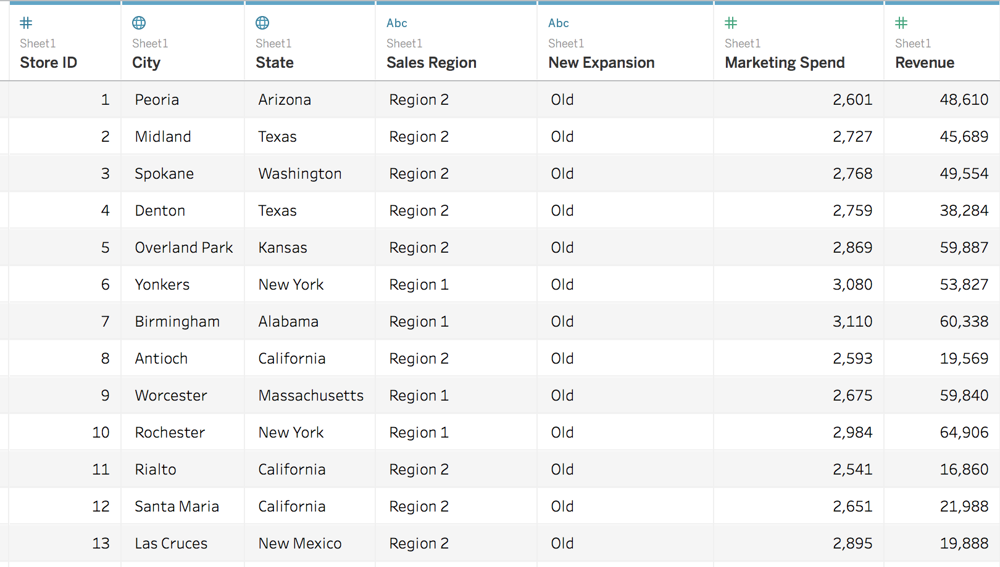 # Abc Abc # #
Sheet1 Sheet1 Sheet1 Sheet1 Sheet1 Sheet1 Sheet1
Store ID City State Sales Region New Expansion Marketing Spend Revenue
1 Peoria Arizona Region 2 Old 2,601 48,610
2 Midland Texas Region 2 Old 2,727 45,689
3 Spokane Washington Region 2 Old 2,768 49,554
4 Denton Texas Region 2 Old 2,759 38,284
5 Overland Park Kansas Region 2 Old 2,869 59,887
6 Yonkers New York Region 1 Old 3,080 53,827
7 Birmingham Alabama Region 1 Old 3,110 60,338
8 Antioch California Region 2 Old 2,593 19,569
9 Worcester Massachusetts Region 1 Old 2,675 59,840
10 Rochester New York Region 1 Old 2,984 64,906
11 Rialto California Region 2 Old 2,541 16,860
12 Santa Maria California Region 2 Old 2,651 21,988
13 Las Cruces New Mexico Region 2 Old 2,895 19,888